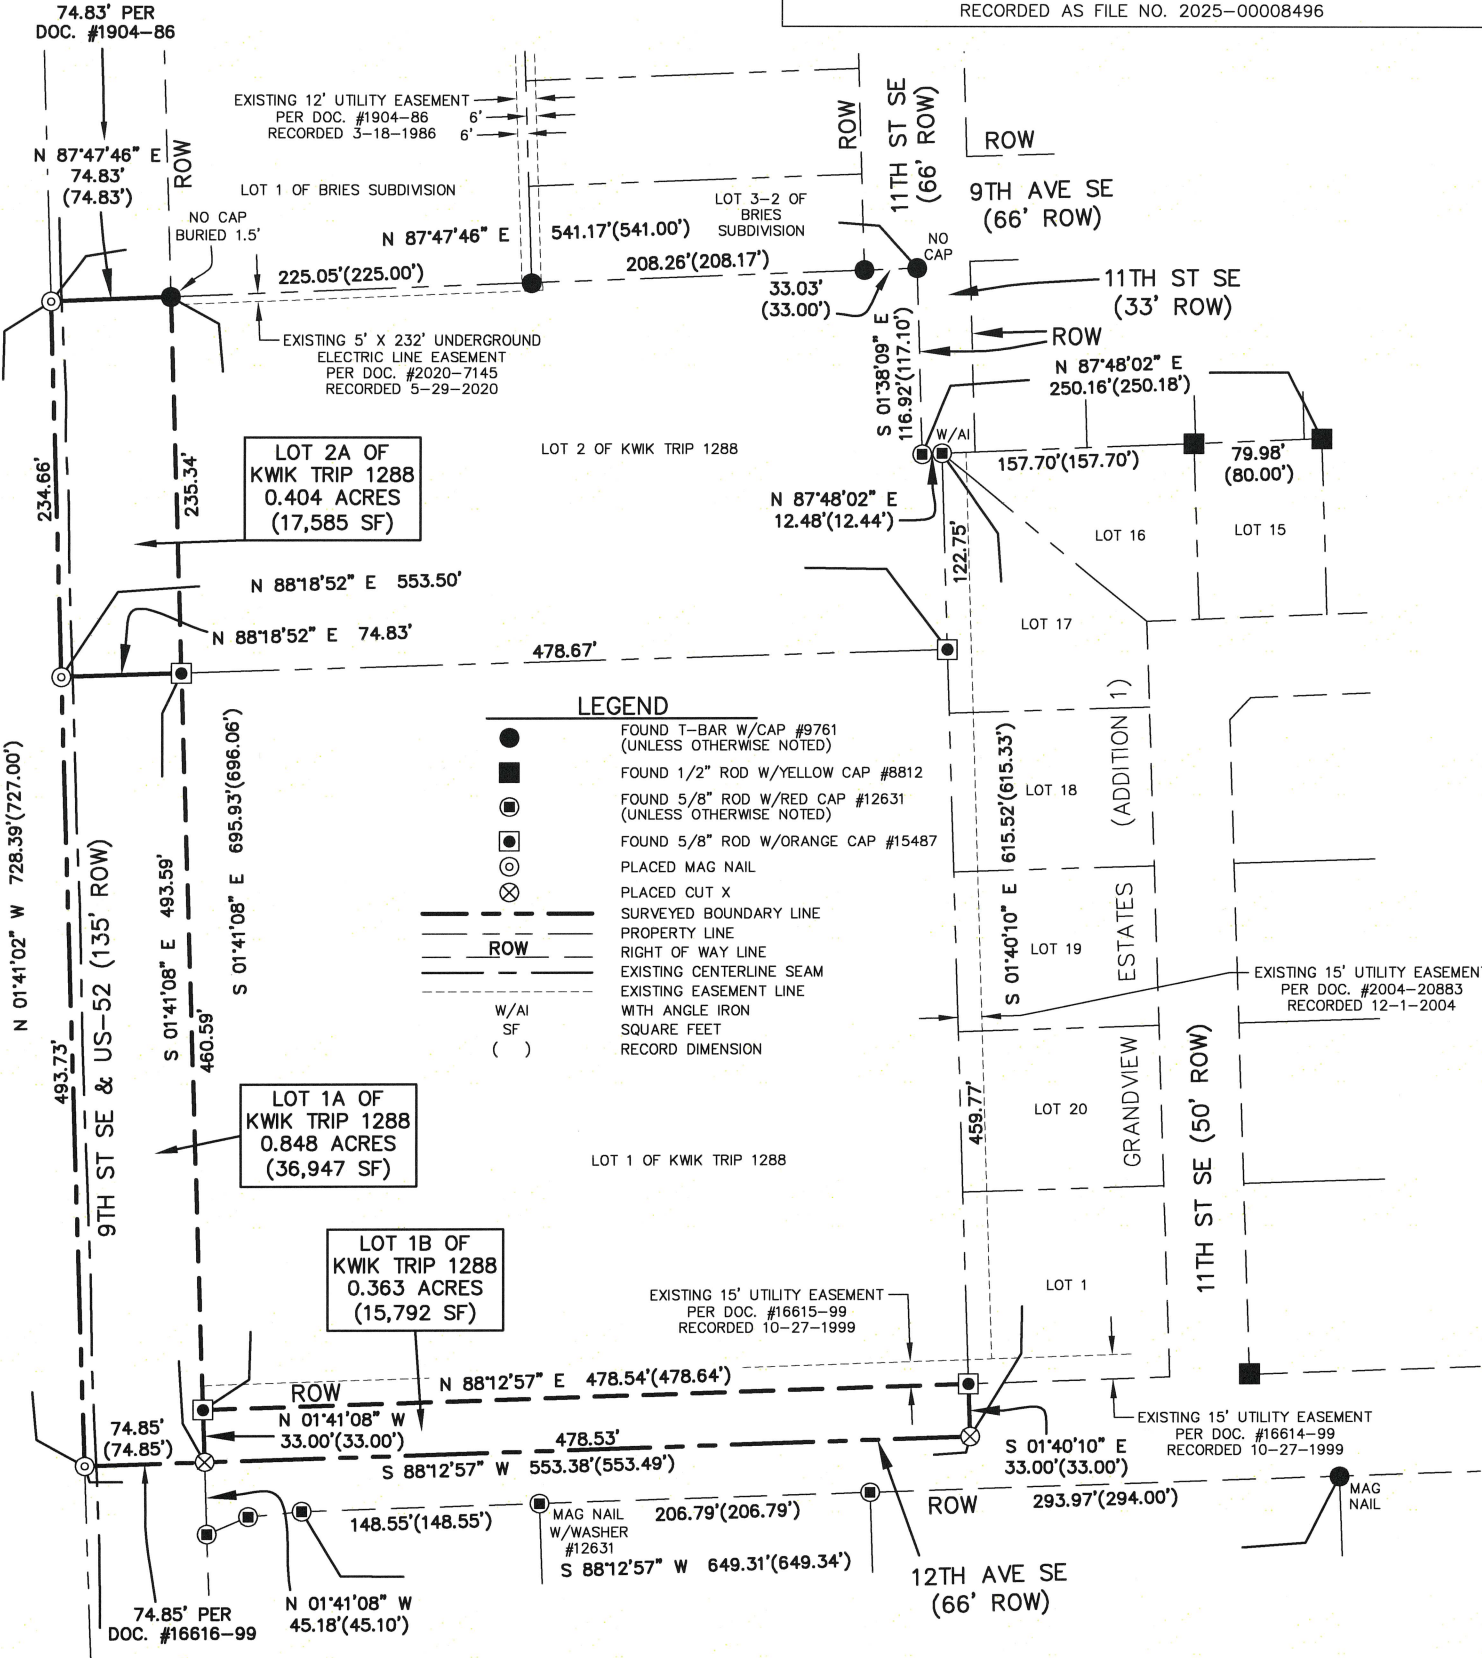 RECORDED AS FILE NO. 2025-00008496
74.83' PER
DOC. #1904-86
EXISTING 12' UTILITY EASEMENT
PER DOC. #1904-86
RECORDED 3-18-1986
6'
6'
ROW
11TH ST SE
(66' ROW)
ROW
9TH AVE SE
(66' ROW)
N 87°47'46" E
74.83'
(74.83')
ROW
LOT 1 OF BRIES SUBDIVISION
LOT 3-2 OF
BRIES
SUBDIVISION
NO CAP
BURIED 1.5'
N 87°47'46" E 541.17'(541.00')
NO
CAP
225.05'(225.00')
208.26'(208.17')
33.03'
(33.00')
11TH ST SE
(33' ROW)
ROW
EXISTING 5' X 232' UNDERGROUND
ELECTRIC LINE EASEMENT
PER DOC. #2020-7145
RECORDED 5-29-2020
S 01°38'09" E
116.92'(117.10')
N 87°48'02" E
250.16'(250.18')
W/AI
157.70'(157.70')
79.98'
(80.00')
234.66'
235.34'
LOT 2A OF
KWIK TRIP 1288
0.404 ACRES
(17,585 SF)
LOT 2 OF KWIK TRIP 1288
N 87°48'02" E
12.48'(12.44')
122.75'
LOT 16
LOT 15
N 88°18'52" E 553.50'
N 88°18'52" E 74.83'
478.67'
LOT 17
LEGEND
FOUND T-BAR W/CAP #9761
(UNLESS OTHERWISE NOTED)
FOUND 1/2" ROD W/YELLOW CAP #8812
FOUND 5/8" ROD W/RED CAP #12631
(UNLESS OTHERWISE NOTED)
FOUND 5/8" ROD W/ORANGE CAP #15487
PLACED MAG NAIL
PLACED CUT X
SURVEYED BOUNDARY LINE
PROPERTY LINE
ROW RIGHT OF WAY LINE
EXISTING CENTERLINE SEAM
EXISTING EASEMENT LINE
W/AI WITH ANGLE IRON
SF SQUARE FEET
( ) RECORD DIMENSION
N 01°41'02" W 728.39'(727.00')
493.73'
9TH ST SE & US-52 (135' ROW)
S 01°41'08" E 493.59'
460.59'
S 01°41'08" E 695.93'(696.06')
S 01°40'10" E 615.52'(615.33')
459.77'
LOT 18
LOT 19
LOT 20
LOT 1
GRANDVIEW ESTATES (ADDITION 1)
11TH ST SE (50' ROW)
EXISTING 15' UTILITY EASEMENT
PER DOC. #2004-20883
RECORDED 12-1-2004
LOT 1A OF
KWIK TRIP 1288
0.848 ACRES
(36,947 SF)
LOT 1 OF KWIK TRIP 1288
LOT 1B OF
KWIK TRIP 1288
0.363 ACRES
(15,792 SF)
EXISTING 15' UTILITY EASEMENT
PER DOC. #16615-99
RECORDED 10-27-1999
ROW
N 88°12'57" E 478.54'(478.64')
N 01°41'08" W
33.00'(33.00')
74.85'
(74.85')
478.53'
S 88°12'57" W 553.38'(553.49')
S 01°40'10" E
33.00'(33.00')
EXISTING 15' UTILITY EASEMENT
PER DOC. #16614-99
RECORDED 10-27-1999
MAG
NAIL
148.55'(148.55')
MAG NAIL
W/WASHER
#12631
206.79'(206.79')
ROW
293.97'(294.00')
S 88°12'57" W 649.31'(649.34')
12TH AVE SE
(66' ROW)
74.85' PER
DOC. #16616-99
N 01°41'08" W
45.18'(45.10')